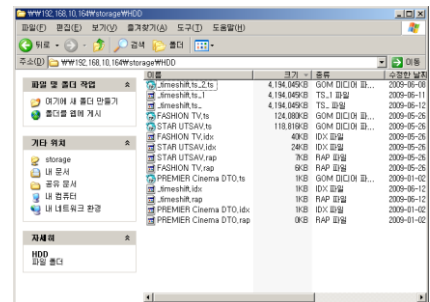 ₩₩192,168,10,164₩storage₩HDD
파일(F) 편집(E) 보기(V) 즐겨찾기(A) 도구(T) 도움말(H)
뒤로 검색 폴더
주소(D) ₩₩192,168,10,164₩storage₩HDD 이동
파일 및 폴더 작업
여기에 새 폴더 만들기
폴더를 웹에 게시
기타 위치
storage
내 문서
공유 문서
내 컴퓨터
내 네트워크 환경
자세히
HDD
파일 폴더
이름 크기 종류 수정한 날짜
_timeshift,ts_2,ts 4,194,045KB GOM 미디어 파... 2009-06-08
_timeshift,ts_1 4,194,045KB TS_1 파일 2009-06-11
_timeshift,ts_ 4,194,045KB TS_ 파일 2009-06-12
FASHION TV,ts 124,080KB GOM 미디어 파... 2009-05-26
STAR UTSAV,ts 118,816KB GOM 미디어 파... 2009-05-26
FASHION TV,idx 40KB IDX 파일 2009-05-26
STAR UTSAV,idx 24KB IDX 파일 2009-05-26
STAR UTSAV,rap 7KB RAP 파일 2009-05-26
FASHION TV,rap 6KB RAP 파일 2009-05-26
PREMIER Cinema DTO,ts 1KB GOM 미디어 파... 2009-01-02
_timeshift,idx 1KB IDX 파일 2009-06-12
_timeshift,rap 1KB RAP 파일 2009-06-12
PREMIER Cinema DTO,idx 1KB IDX 파일 2009-01-02
PREMIER Cinema DTO,rap 0KB RAP 파일 2009-01-02